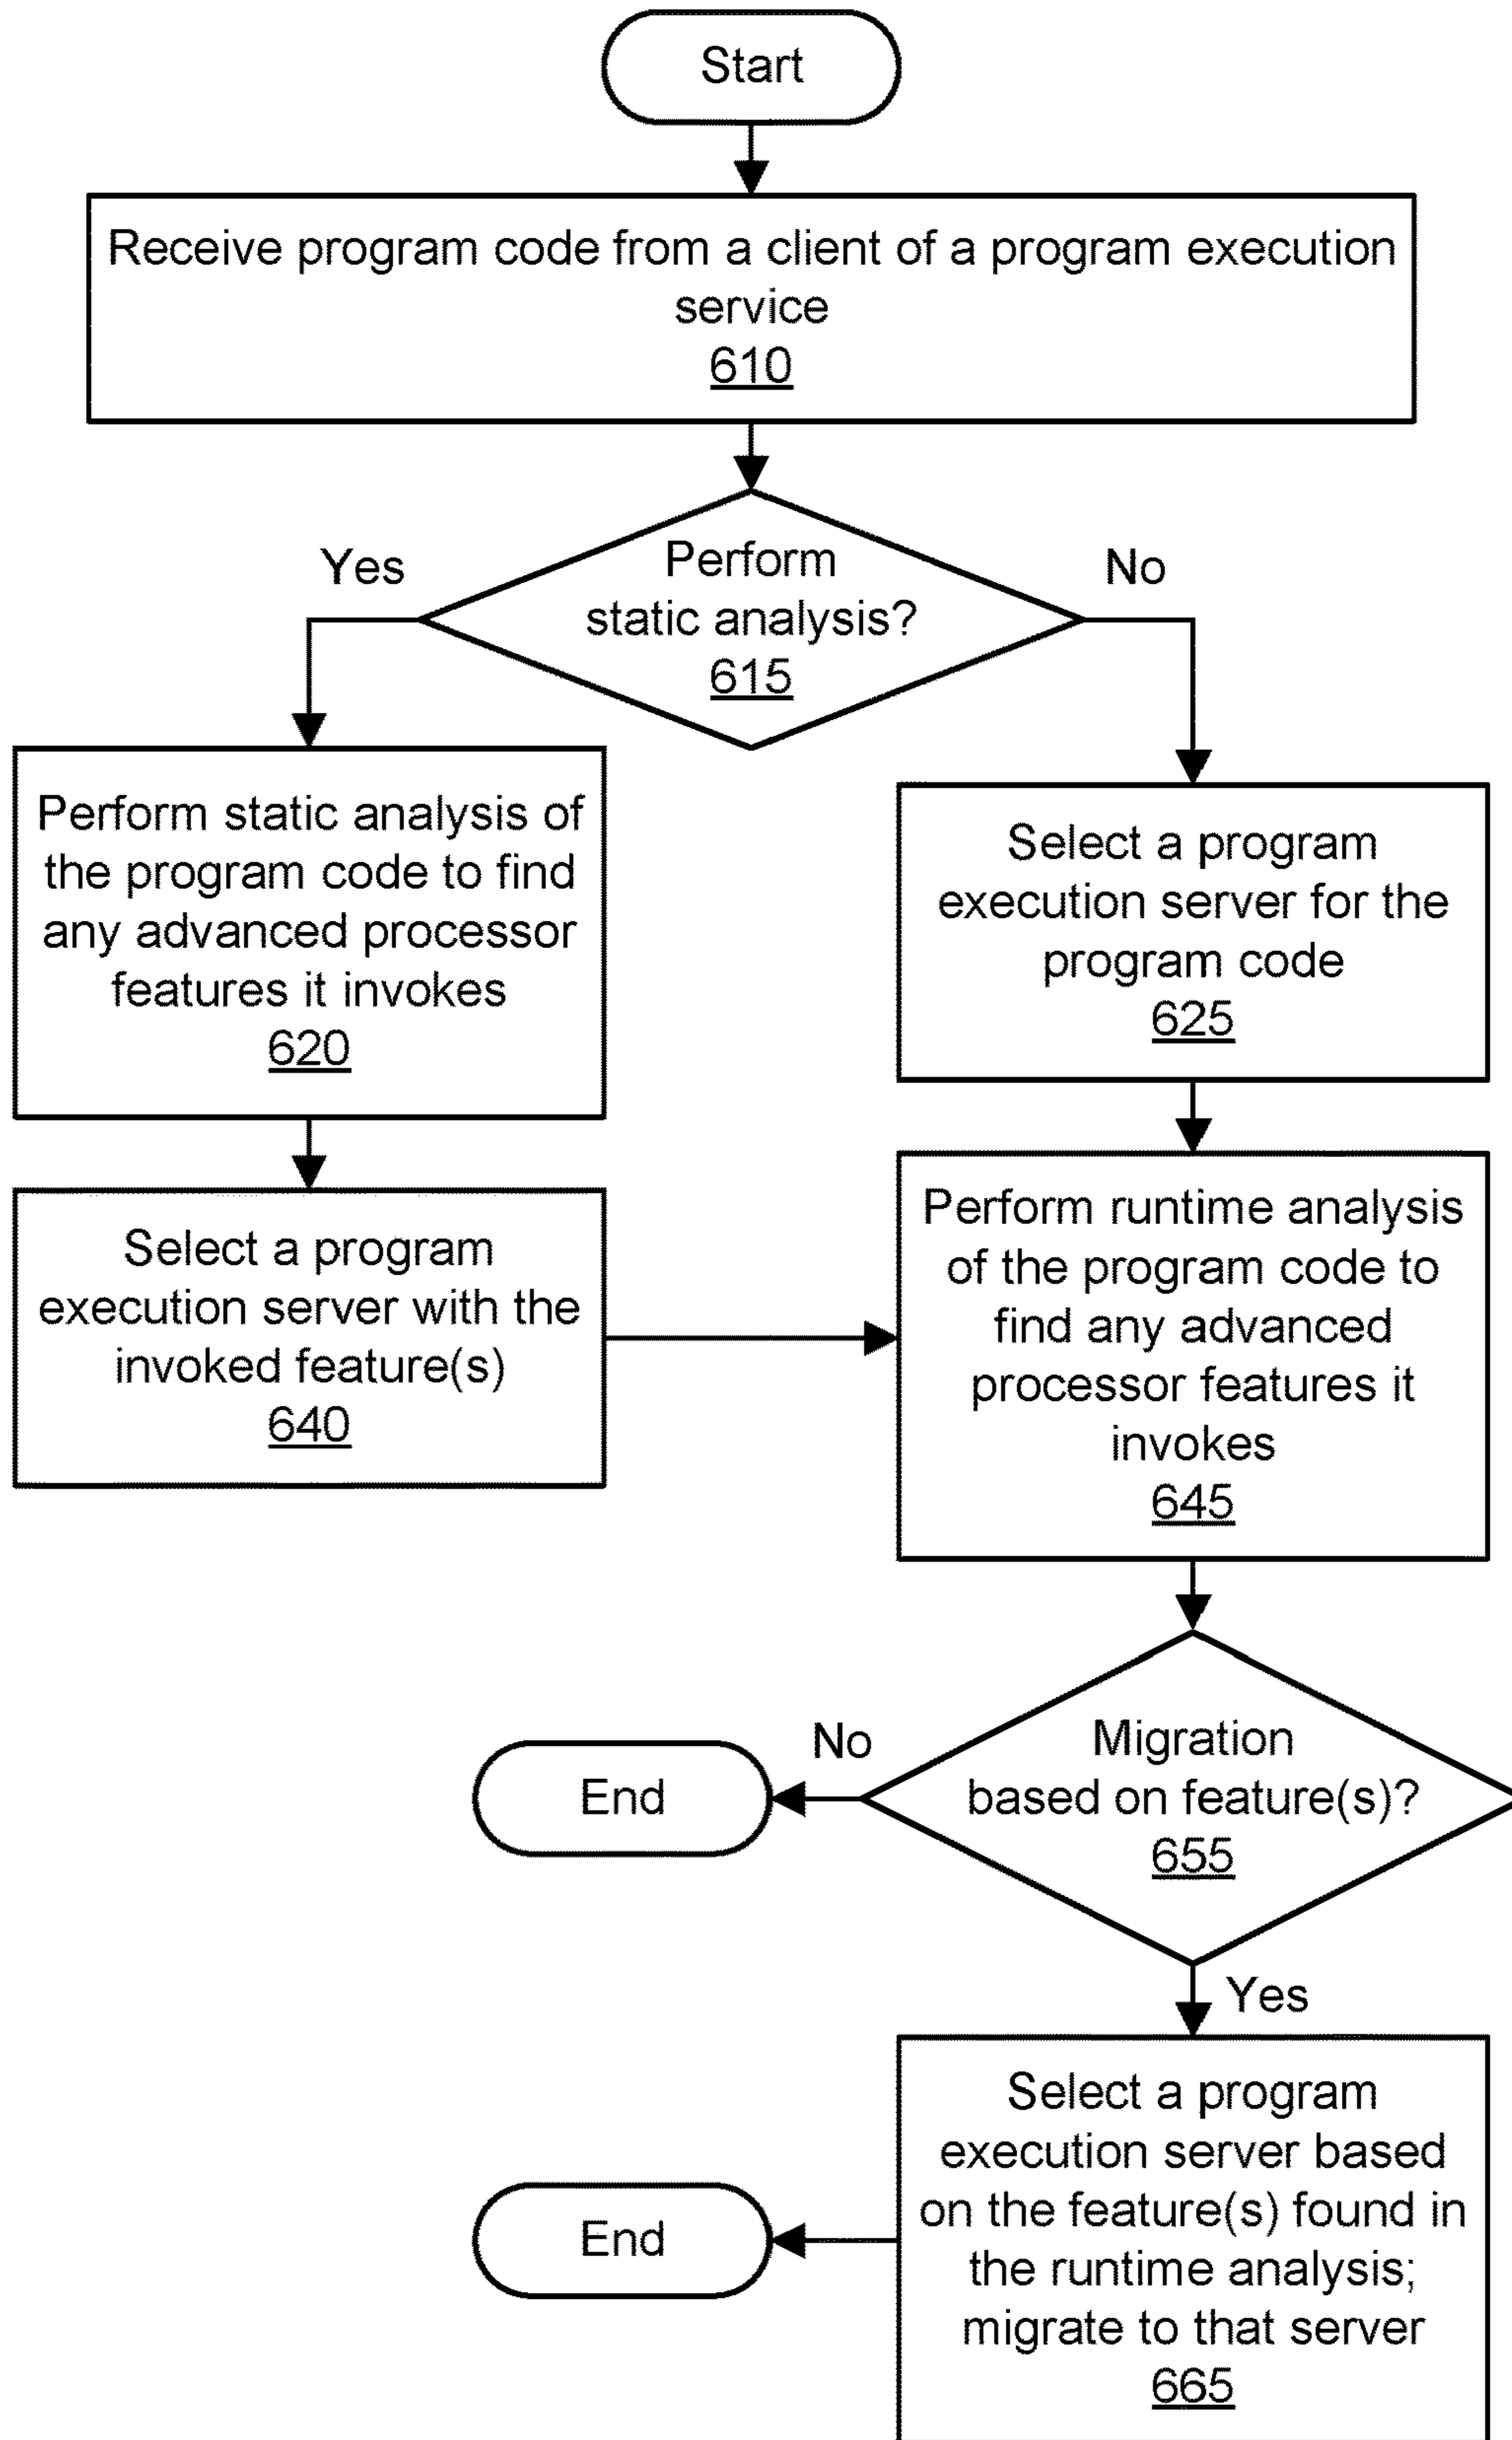 Start
Receive program code from a client of a program execution
service
610
Yes
Perform
static analysis?
615
No
Perform static analysis of
the program code to find
any advanced processor
features it invokes
620
Select a program
execution server for the
program code
625
Select a program
execution server with the
invoked feature(s)
640
Perform runtime analysis
of the program code to
find any advanced
processor features it
invokes
645
No
End
Migration
based on feature(s)?
655
Yes
Select a program
execution server based
on the feature(s) found in
the runtime analysis;
migrate to that server
665
End